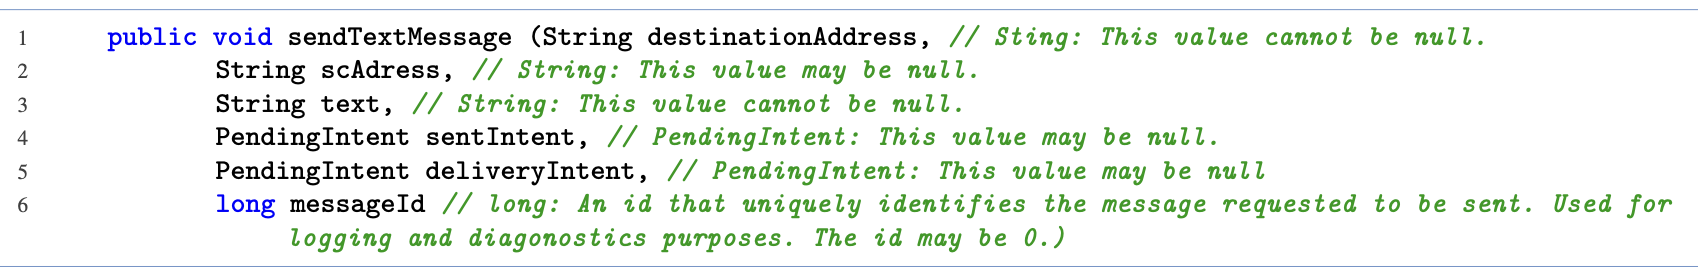 1 public void sendTextMessage (String destinationAddress, // Sting: This value cannot be null.
2 String scAdress, // String: This value may be null.
3 String text, // String: This value cannot be null.
4 PendingIntent sentIntent, // PendingIntent: This value may be null.
5 PendingIntent deliveryIntent, // PendingIntent: This value may be null
6 long messageId // long: An id that uniquely identifies the message requested to be sent. Used for
logging and diagonostics purposes. The id may be 0.)